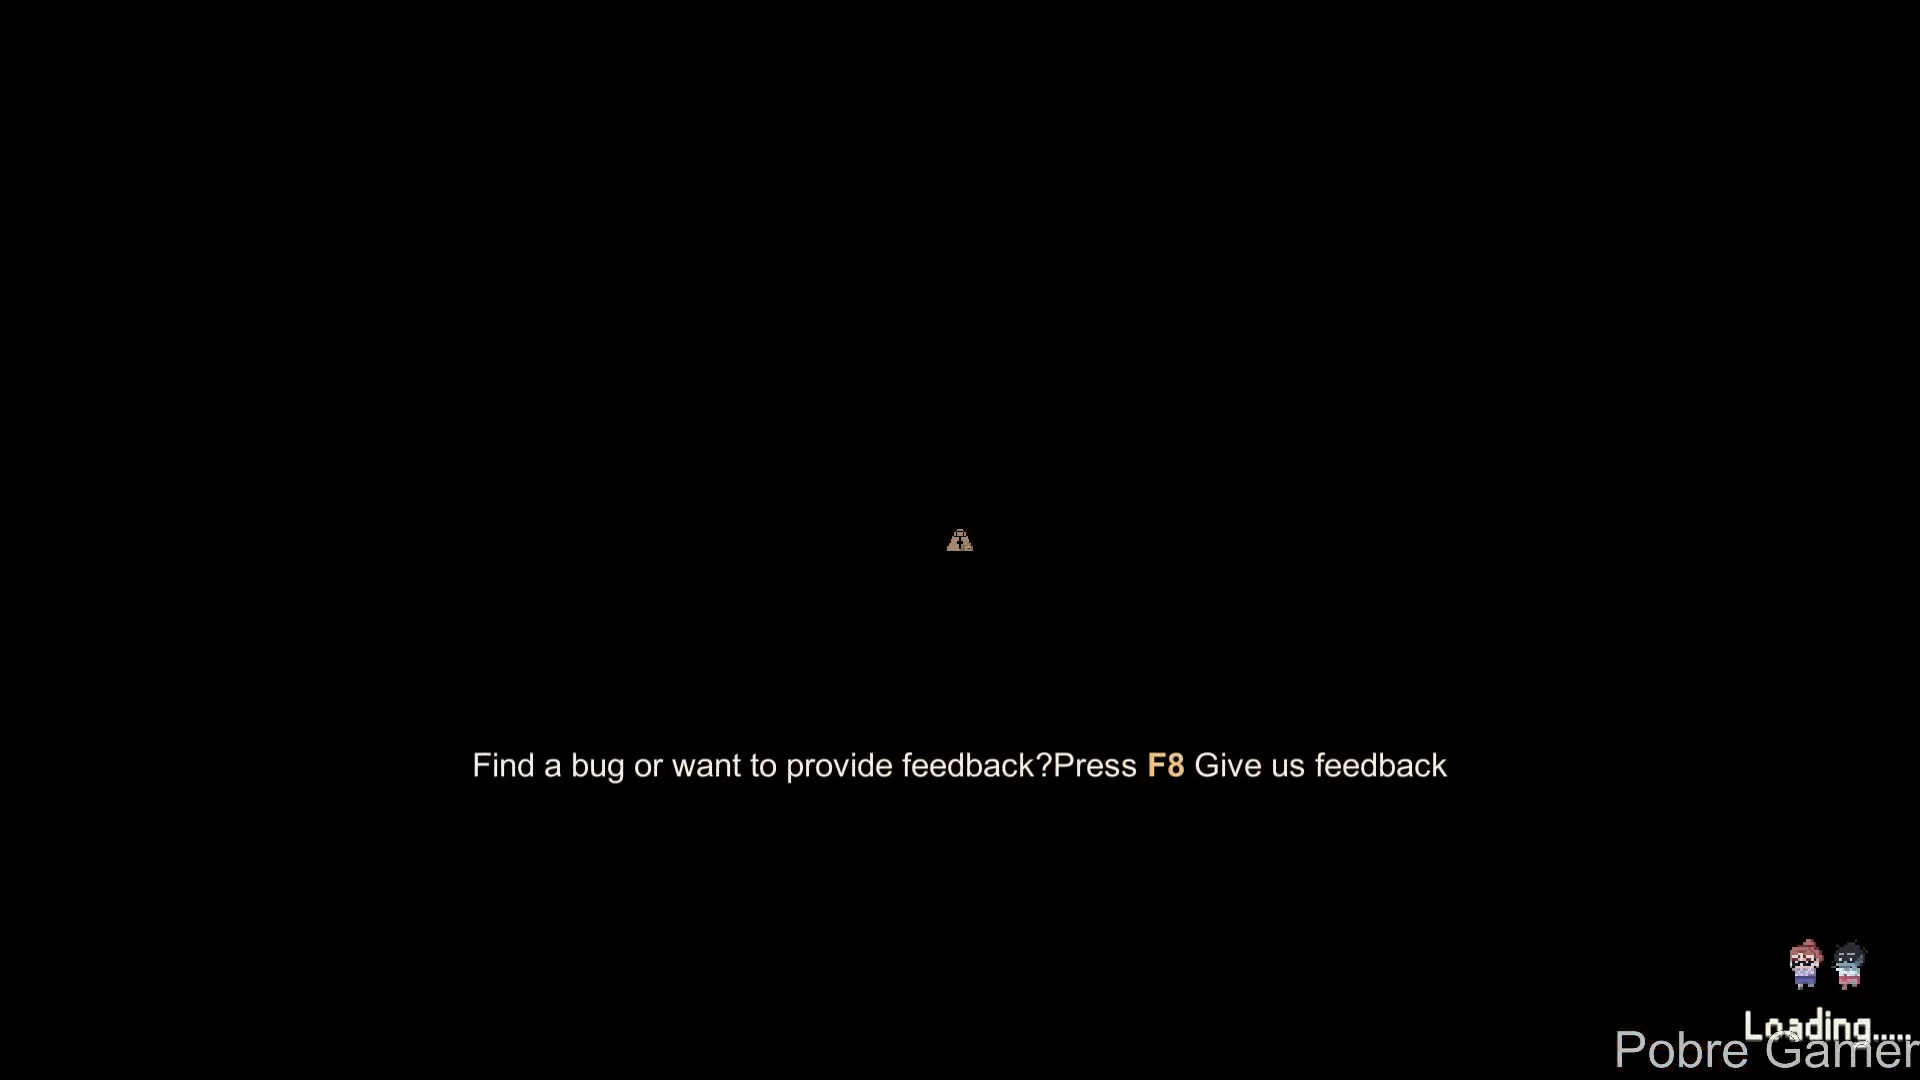 Find a bug or want to provide feedback?Press F8 Give us feedback
Loading.....
Pobre Gamer